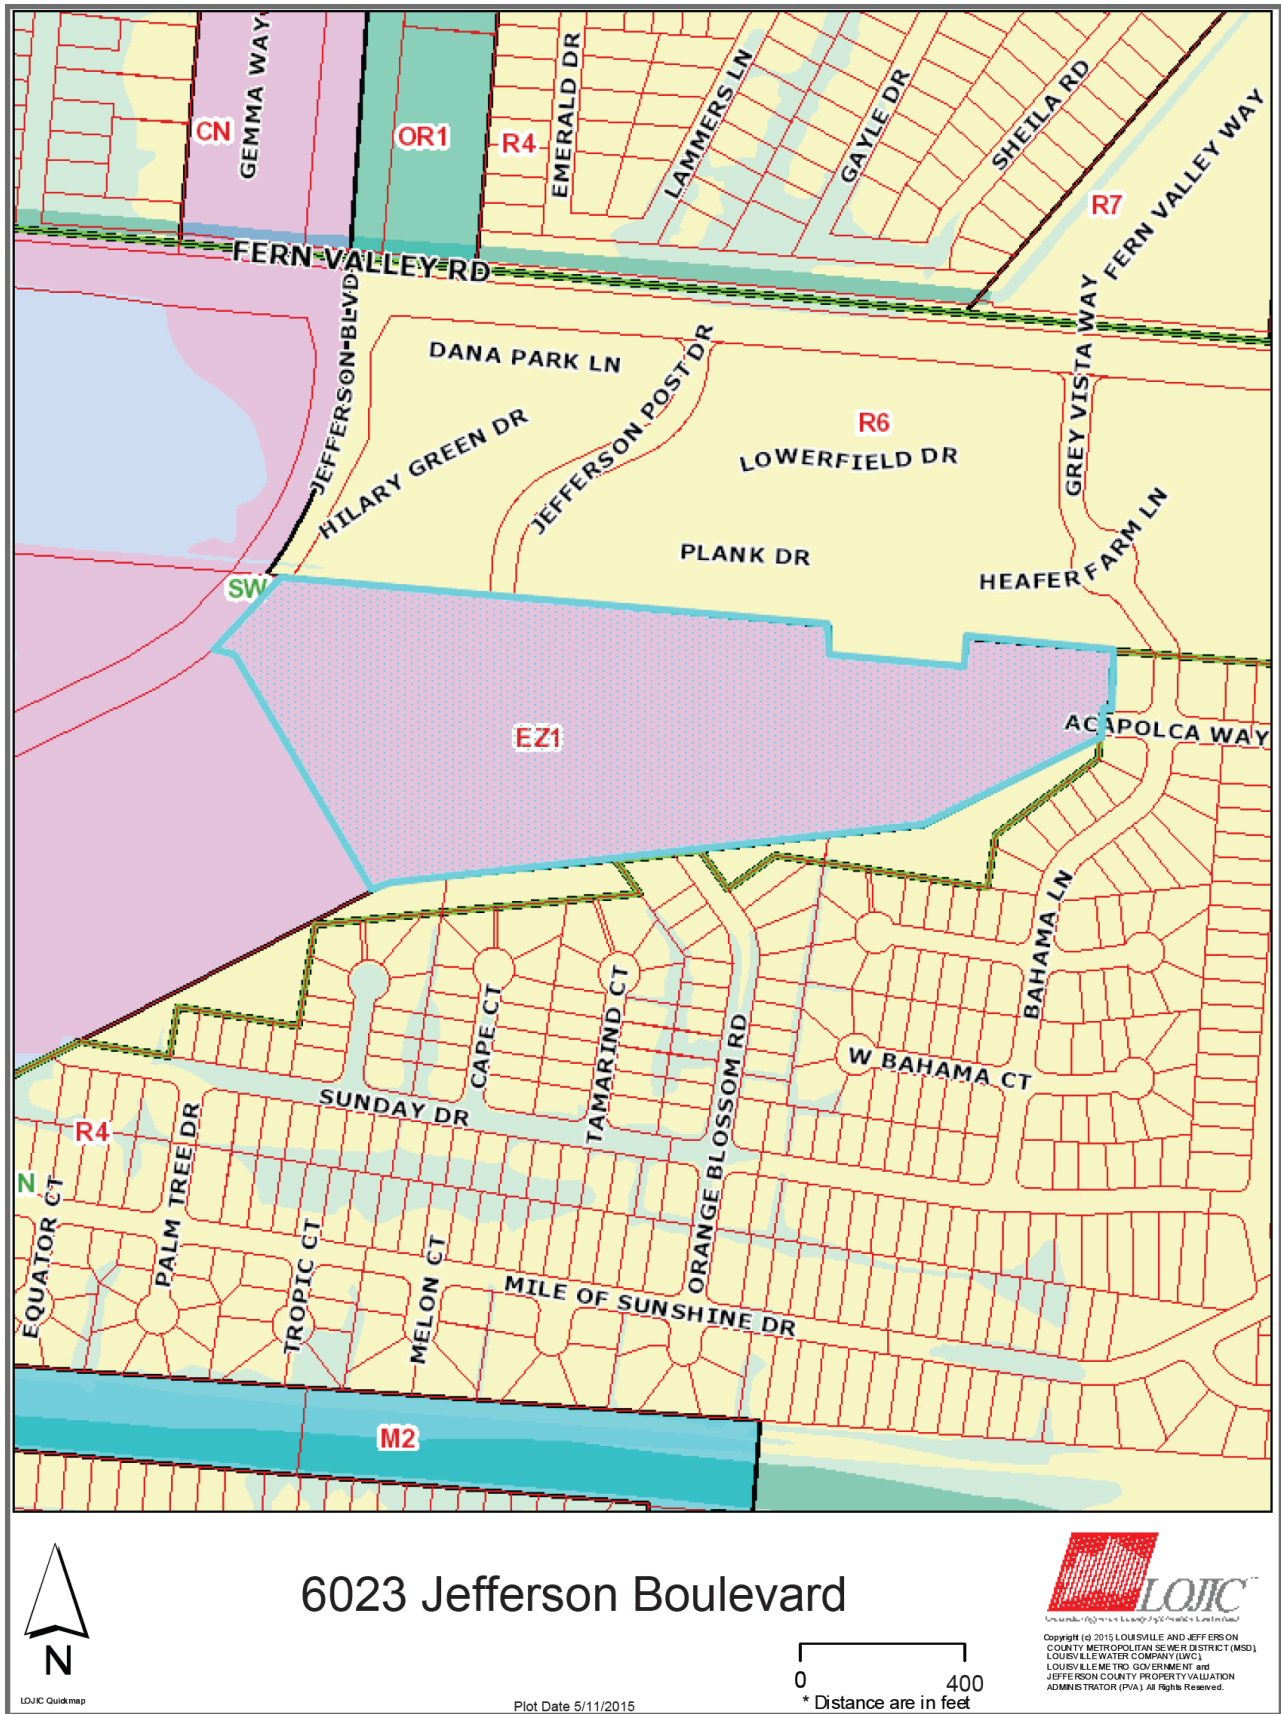 GEMMA WAY
CN
OR1
R4
EMERALD DR
LAMMERS LN
GAYLE DR
SHEILA RD
R7
FERN VALLEY WAY
FERN VALLEY RD
JEFFERSON BLVD
DANA PARK LN
JEFFERSON POST DR
GREY VISTA WAY
R6
HILARY GREEN DR
LOWERFIELD DR
PLANK DR
HEAFER FARM LN
SW
EZ1
ACAPOLCA WAY
BAHAMA LN
CAPE CT
TAMARIND CT
ORANGE BLOSSOM RD
W BAHAMA CT
SUNDAY DR
R4
PALM TREE DR
N
EQUATOR CT
TROPIC CT
MELON CT
MILE OF SUNSHINE DR
M2
N
6023 Jefferson Boulevard
LOJIC
Copyright (c) 2015 LOUISVILLE AND JEFFERSON
COUNTY METROPOLITAN SEWER DISTRICT (MSD),
LOUISVILLE WATER COMPANY (LWC),
LOUISVILLE METRO GOVERNMENT and
JEFFERSON COUNTY PROPERTY VALUATION
ADMINISTRATOR (PVA). All Rights Reserved.
0 400
* Distance are in feet
LOJIC Quickmap
Plot Date 5/11/2015